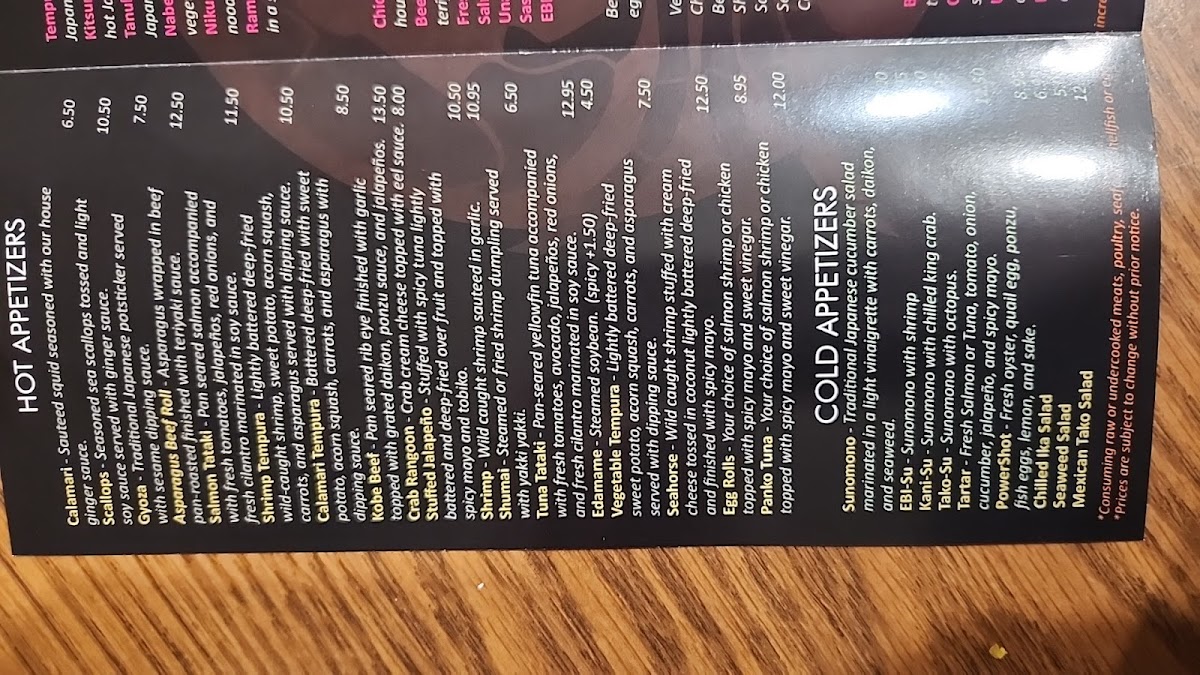 HOT APPETIZERS
Calamari - Sauteed squid seasoned with our house 6.50
ginger sauce.
Scallops - Seasoned sea scallops tossed and light 10.50
soy sauce served with ginger sauce.
Gyoza - Traditional Japanese potsticker served 7.50
with sesame dipping sauce.
Asparagus Beef Roll - Asparagus wrapped in beef 12.50
pan-roasted finished with teriyaki sauce.
Salmon Tataki - Pan seared salmon accompanied 11.50
with fresh tomatoes, jalapeños, red onions, and
fresh cilantro marinated in soy sauce.
Shrimp Tempura - Lightly battered deep-fried 10.50
wild-caught shrimp, sweet potato, acorn squash,
carrots, and asparagus served with dipping sauce.
Calamari Tempura - Battered deep-fried with sweet 8.50
potato, acorn squash, carrots, and asparagus with
dipping sauce.
Kobe Beef - Pan seared rib eye finished with garlic 13.50
topped with grated daikon, ponzu sauce, and jalapeños.
Crab Rangoon - Crab cream cheese topped with eel sauce. 8.00
Stuffed Jalapeño - Stuffed with spicy tuna lightly
battered and deep-fried over fruit and topped with 10.50
spicy mayo and tobiko.
Shrimp - Wild caught shrimp sauteed in garlic. 10.95
Shumai - Steamed or fried shrimp dumpling served 6.50
with yakki yakki.
Tuna Tataki - Pan-seared yellowfin tuna accompanied 12.95
with fresh tomatoes, avocado, jalapeños, red onions,
and fresh cilantro marinated in soy sauce.
Edamame - Steamed soybean. (spicy +1.50) 4.50
Vegetable Tempura - Lightly battered deep-fried 7.50
sweet potato, acorn squash, carrots, and asparagus
served with dipping sauce.
Seahorse - Wild caught shrimp stuffed with cream 12.50
cheese tossed in coconut lightly battered deep-fried
and finished with spicy mayo.
Egg Rolls - Your choice of salmon shrimp or chicken 8.95
topped with spicy mayo and sweet vinegar.
Panko Tuna - Your choice of salmon shrimp or chicken 12.00
topped with spicy mayo and sweet vinegar.
COLD APPETIZERS
Sunomono - Traditional Japanese cucumber salad
marinated in a light vinaigrette with carrots, daikon,
and seaweed.
EBI-Su - Sunomono with shrimp
Kani-Su - Sunomono with chilled king crab.
Tako-Su - Sunomono with octopus.
Tartar - Fresh Salmon or Tuna, tomato, onion,
cucumber, jalapeño, and spicy mayo.
PowerShot - Fresh oyster, quail egg, ponzu,
fish eggs, lemon, and sake.
Chilled Ika Salad
Seaweed Salad
Mexican Tako Salad
*Consuming raw or undercooked meats, poultry,
*Prices are subject to change without prior notice.